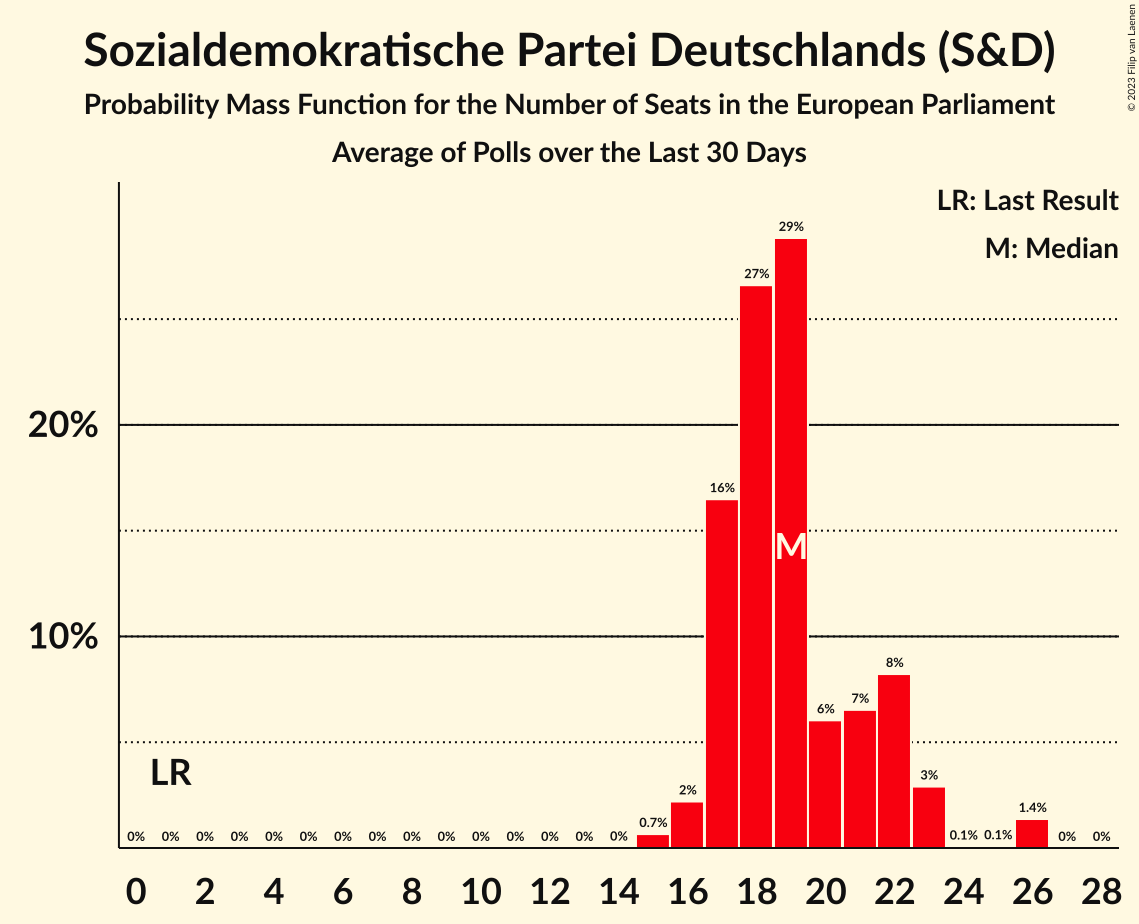 Sozialdemokratische Partei Deutschlands (S&D)
Probability Mass Function for the Number of Seats in the European Parliament
Average of Polls over the Last 30 Days
© 2023 Filip van Laenen
LR: Last Result
M: Median
29%
27%
20%
16%
M
10%
8%
7%
6%
LR
3%
2%
1.4%
0.7%
0% 0% 0% 0% 0% 0% 0% 0% 0% 0% 0% 0% 0% 0% 0% 0.1% 0.1% 0% 0%
0 2 4 6 8 10 12 14 16 18 20 22 24 26 28